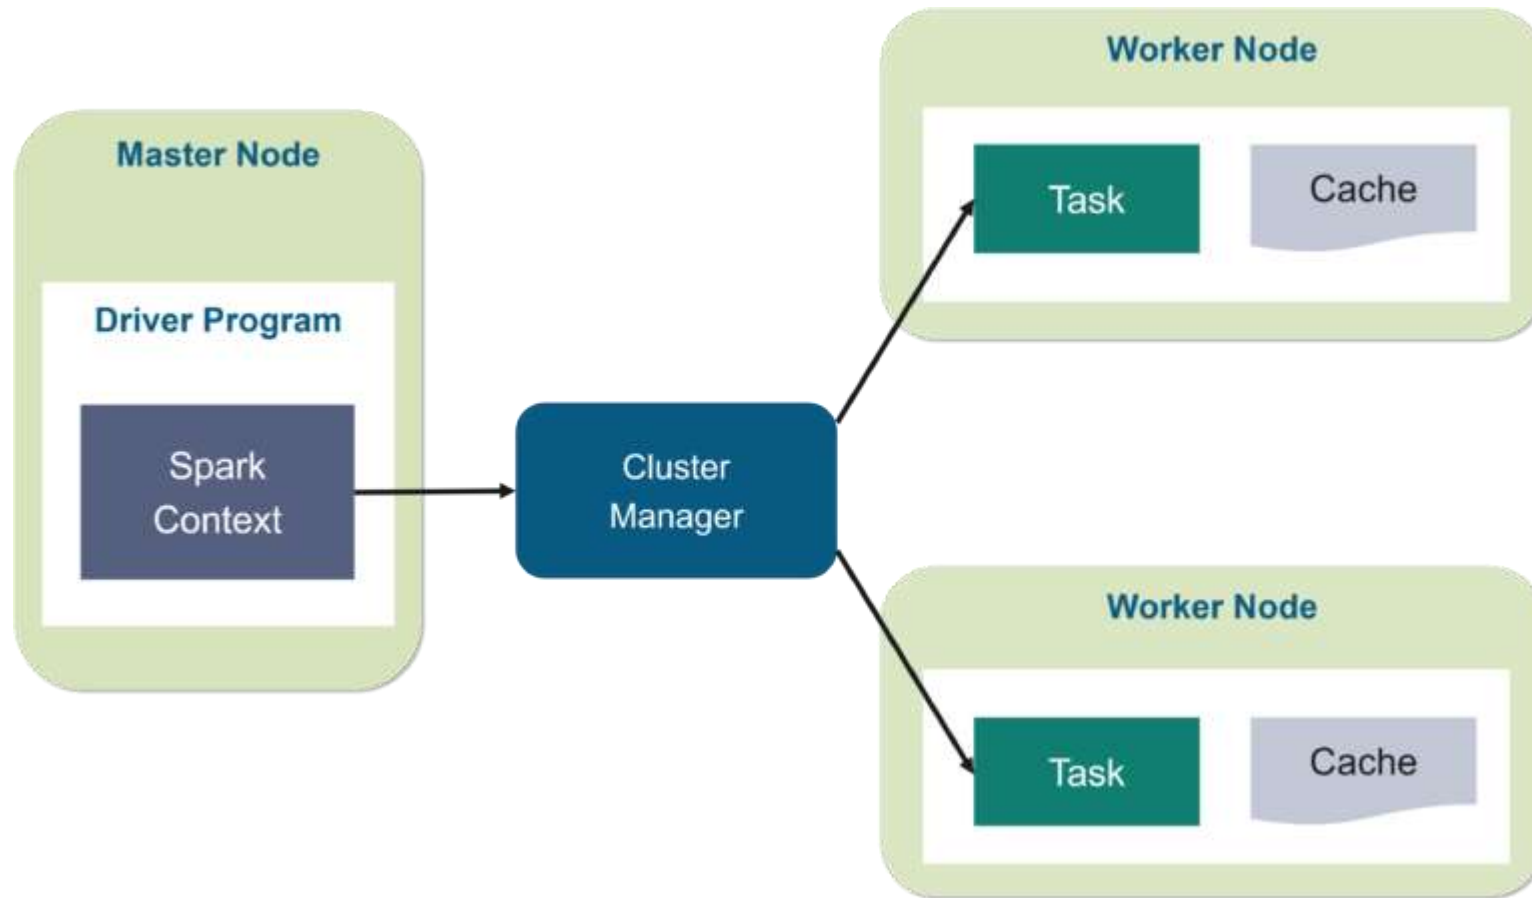 Master Node
Driver Program
Spark
Context
Cluster
Manager
Worker Node
Task
Cache
Worker Node
Task
Cache